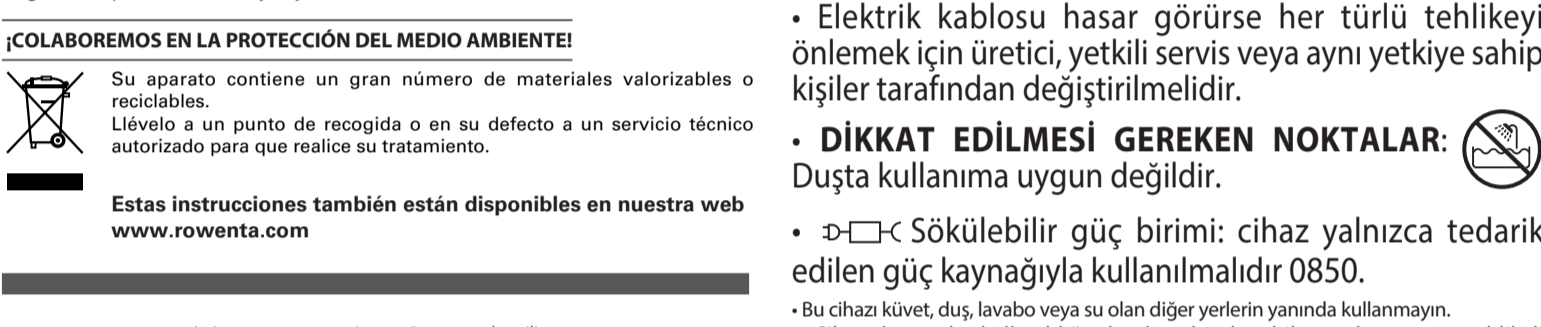 ¡COLABOREMOS EN LA PROTECCIÓN DEL MEDIO AMBIENTE!
Su aparato contiene un gran número de materiales valorizables o
reciclables.
Llévelo a un punto de recogida o en su defecto a un servicio técnico
autorizado para que realice su tratamiento.
Estas instrucciones también están disponibles en nuestra web
www.rowenta.com
• Elektrik kablosu hasar görürse her türlü tehlikeyi
önlemek için üretici, yetkili servis veya aynı yetkiye sahip
kişiler tarafından değiştirilmelidir.
• DİKKAT EDİLMESİ GEREKEN NOKTALAR:
Duşta kullanıma uygun değildir.
• Sökülebilir güç birimi: cihaz yalnızca tedarik
edilen güç kaynağıyla kullanılmalıdır 0850.
• Bu cihazı küvet, duş, lavabo veya su olan diğer yerlerin yanında kullanmayın.